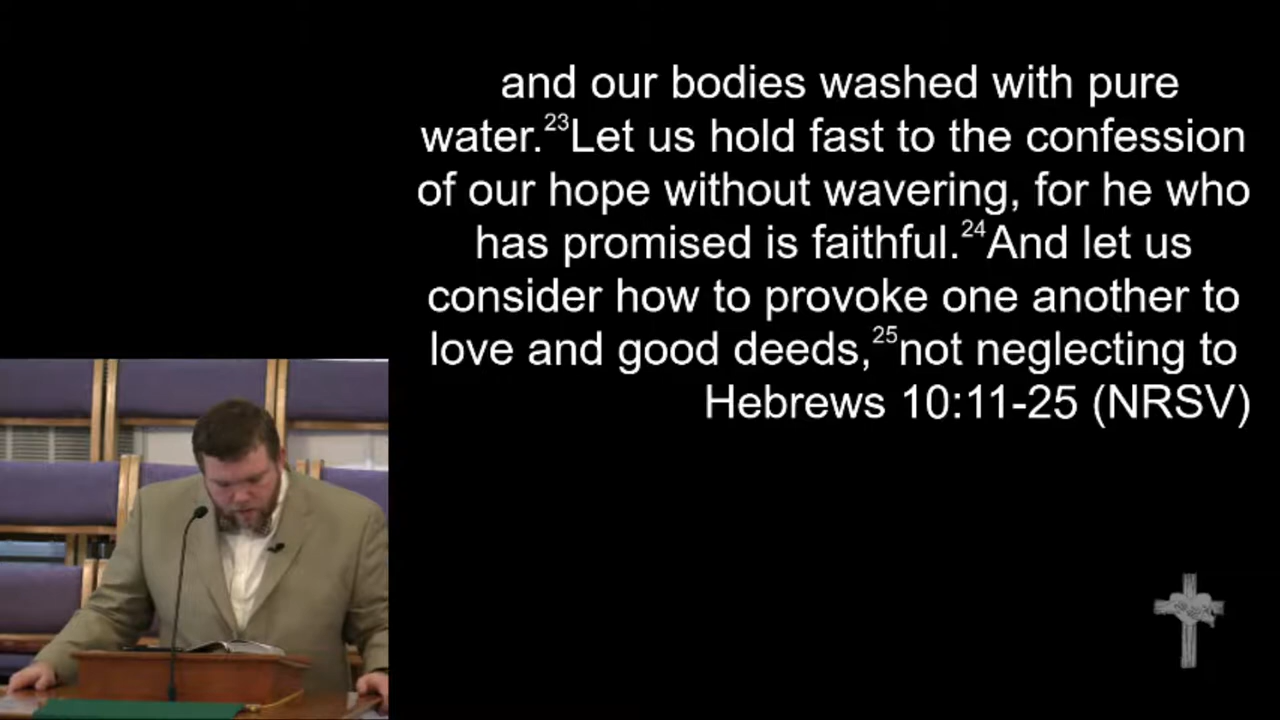 and our bodies washed with pure
water.²³Let us hold fast to the confession
of our hope without wavering, for he who
has promised is faithful.²⁴And let us
consider how to provoke one another to
love and good deeds,²⁵not neglecting to
Hebrews 10:11-25 (NRSV)